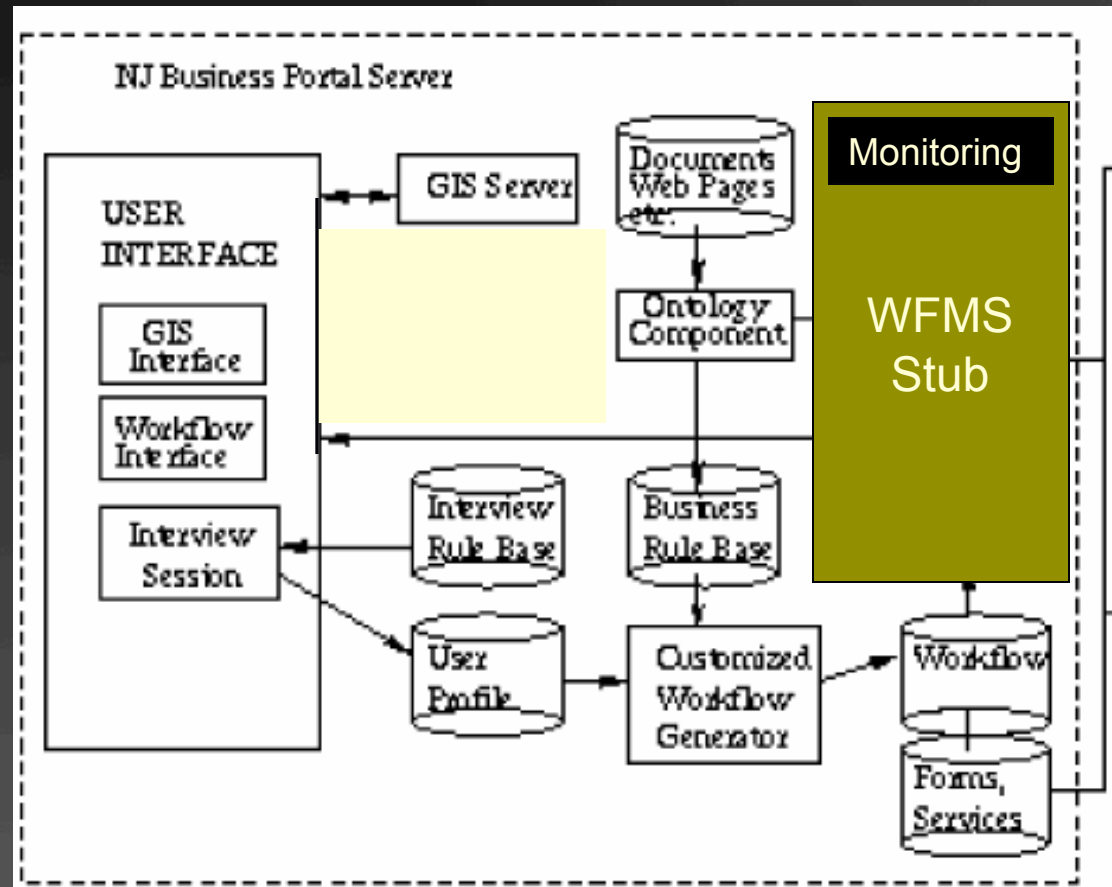 NJ Business Portal Server
USER
INTERFACE
GIS
Interface
Workflow
Interface
Interview
Session
GIS Server
Documents
Web Pages
etc.
Ontology
Component
Monitoring
WFMS
Stub
Interview
Rule Base
Business
Rule Base
User
Profile
Customized
Workflow
Generator
Workflow
Forms,
Services